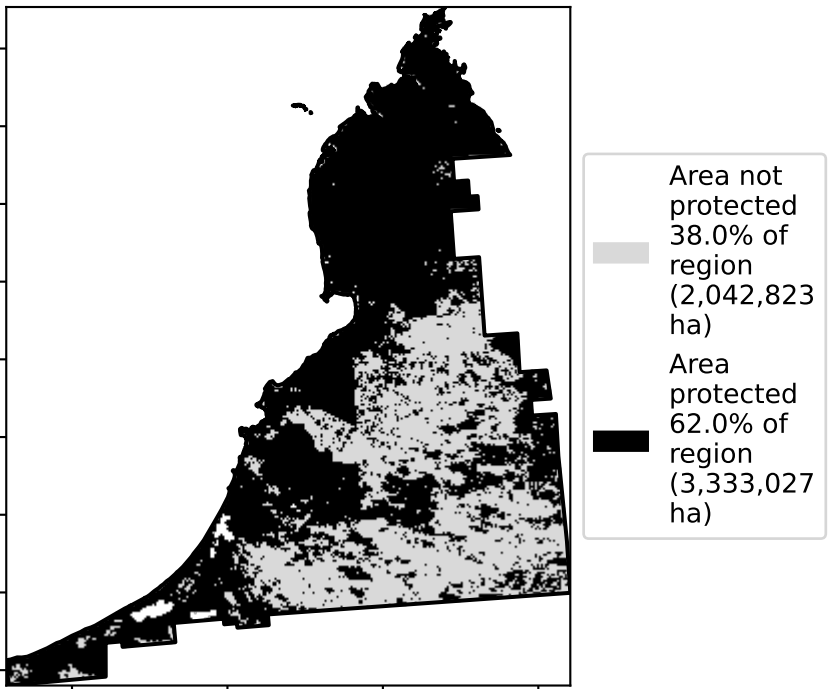 Area not
protected
38.0% of
region
(2,042,823
ha)
Area
protected
62.0% of
region
(3,333,027
ha)